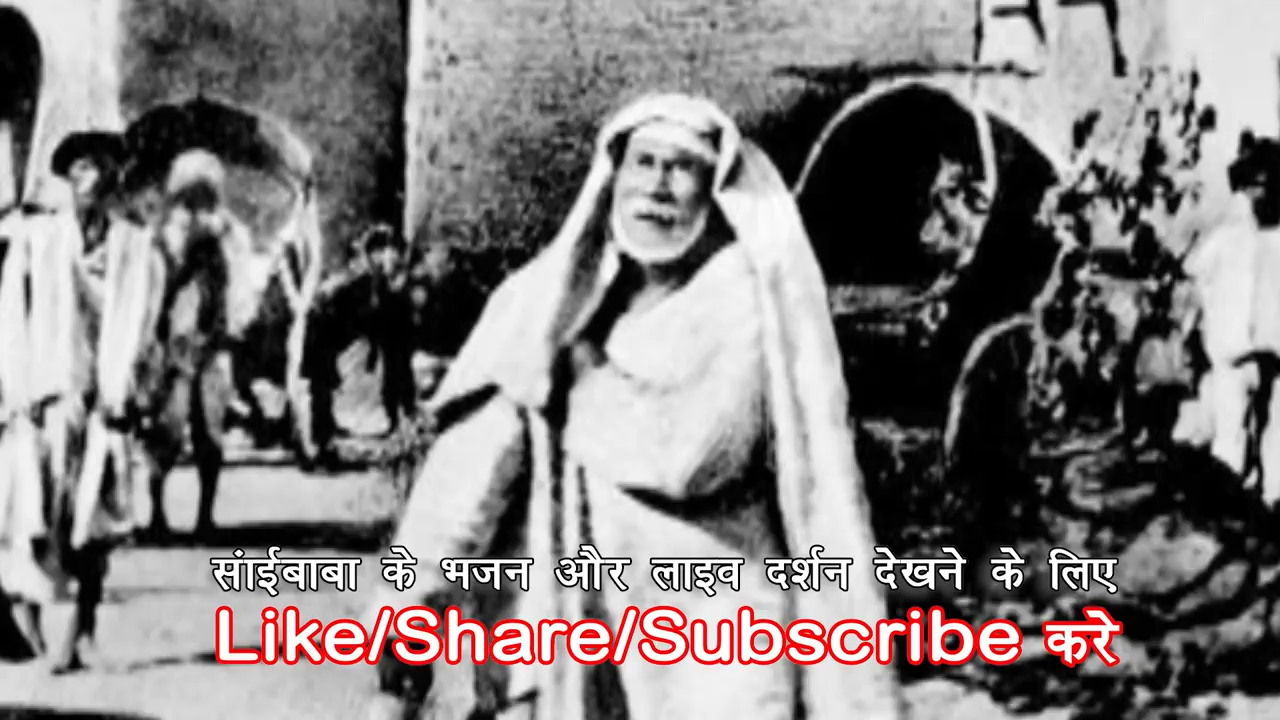 सांईबाबा के भजन और लाइव दर्शन देखने के लिए
Like/Share/Subscribe करे